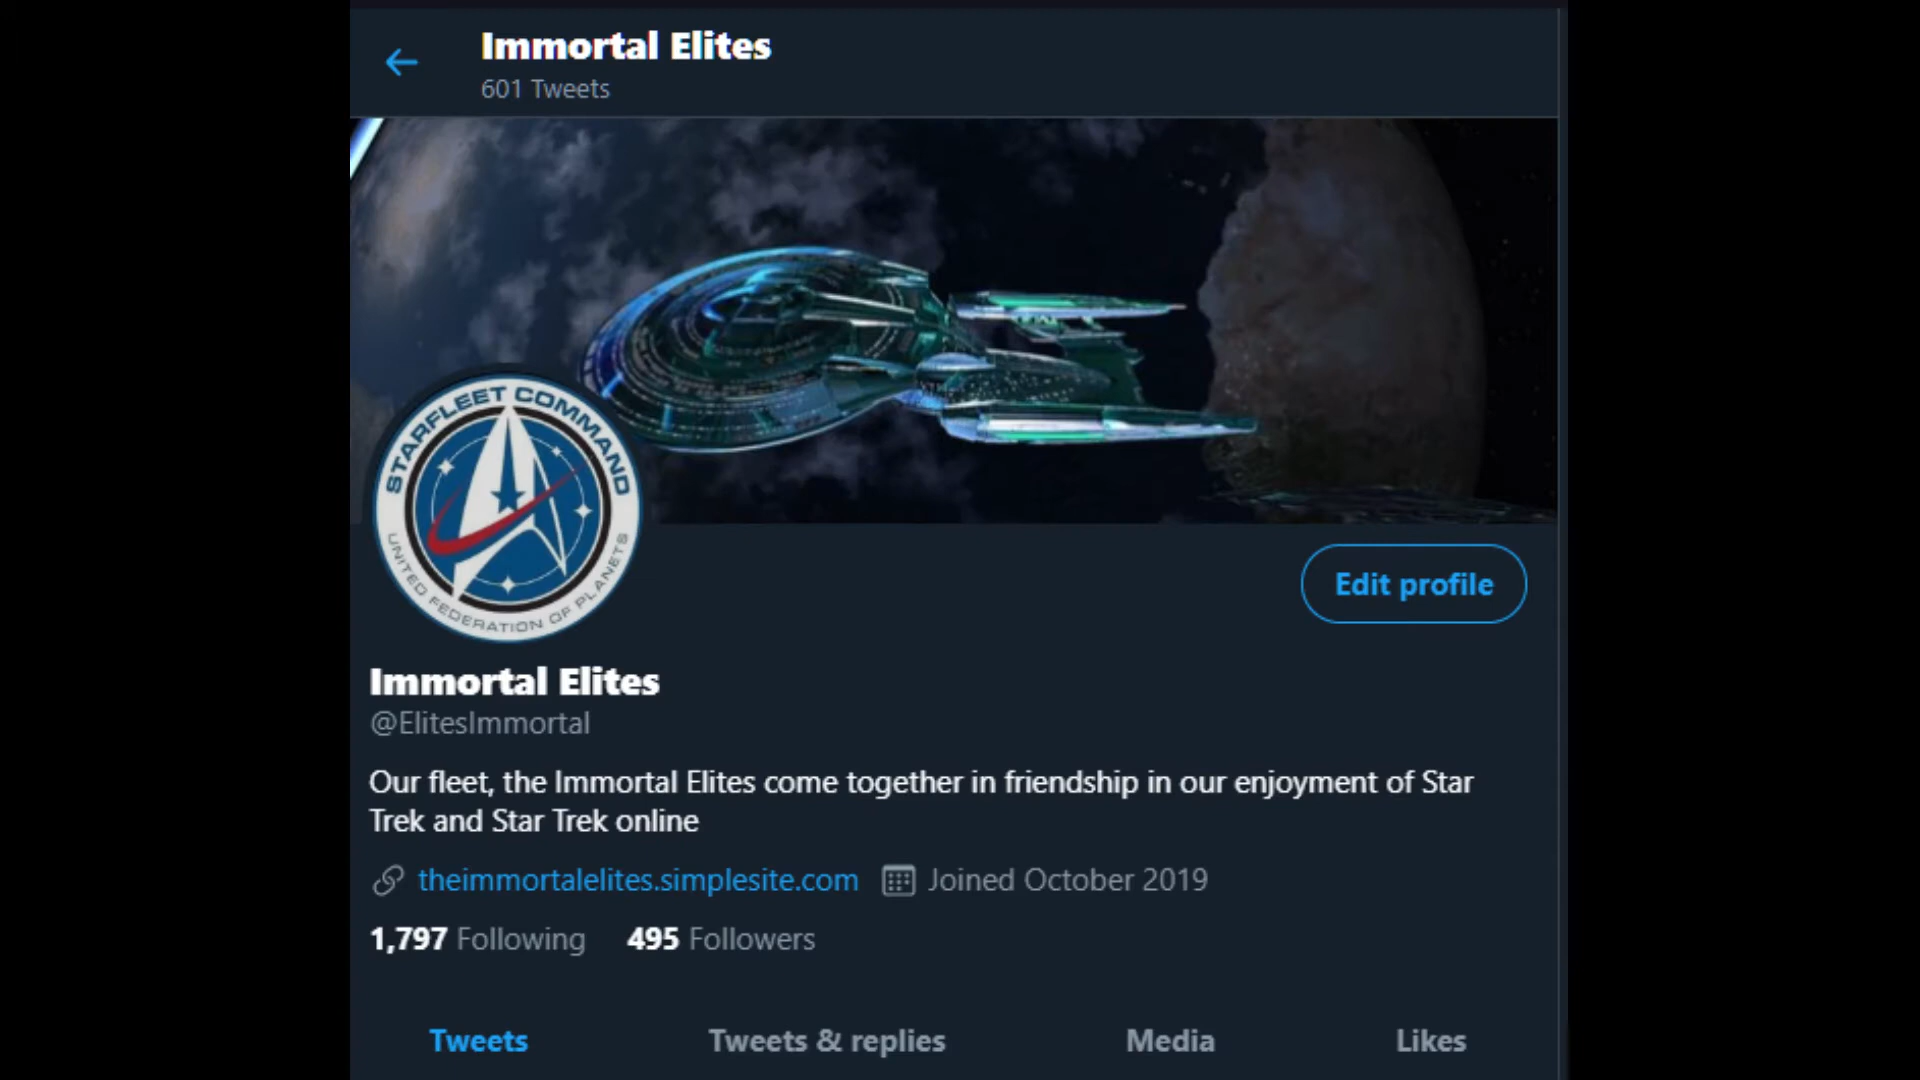 Immortal Elites
601 Tweets
STARFLEET COMMAND
UNITED FEDERATION OF PLANETS
Edit profile
Immortal Elites
@ElitesImmortal
Our fleet, the Immortal Elites come together in friendship in our enjoyment of Star
Trek and Star Trek online
theimmortalelites.simplesite.com Joined October 2019
1,797 Following 495 Followers
Tweets Tweets & replies Media Likes